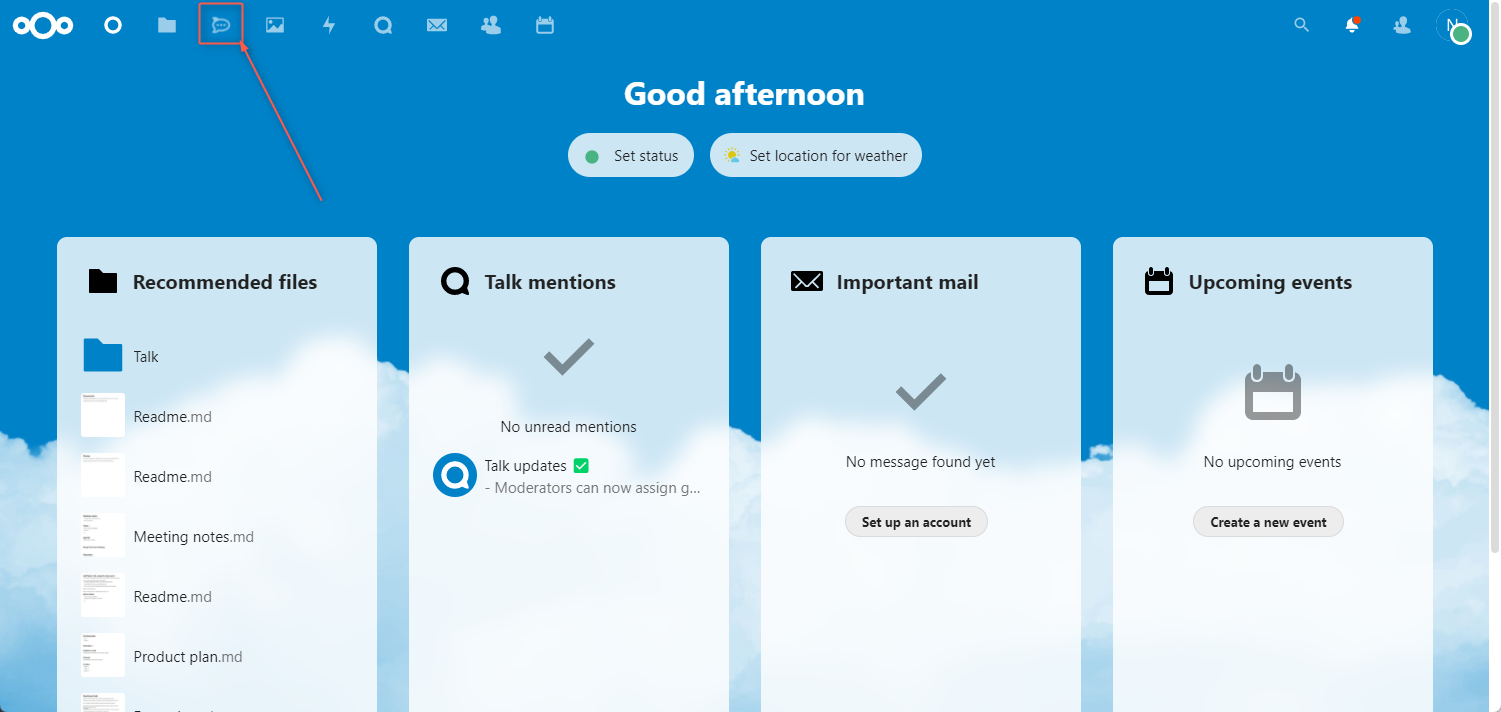 N
Good afternoon
Set status
Set location for weather
Recommended files
Talk
Readme.md
Readme.md
Meeting notes.md
Readme.md
Product plan.md
Talk mentions
No unread mentions
Talk updates ✅
- Moderators can now assign g...
Important mail
No message found yet
Set up an account
Upcoming events
No upcoming events
Create a new event